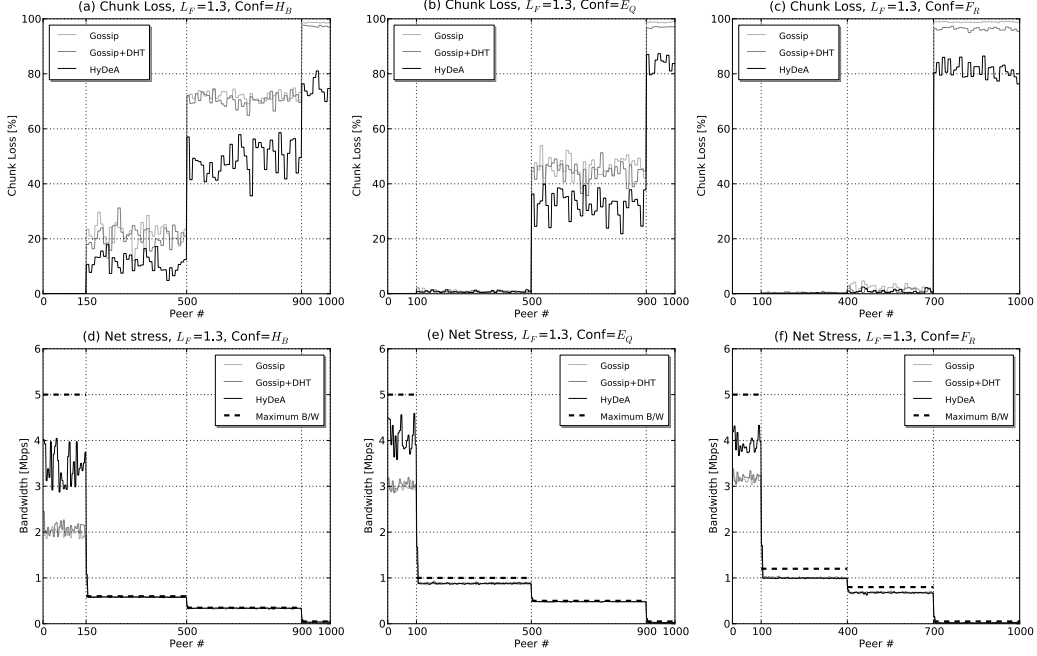 (a) Chunk Loss, L_F=1.3, Conf=H_B
Gossip
Gossip+DHT
HyDeA
Chunk Loss [%]
100
80
60
40
20
0
0 150 500 900 1000
Peer #
(b) Chunk Loss, L_F=1.3, Conf=E_Q
Gossip
Gossip+DHT
HyDeA
Chunk Loss [%]
100
80
60
40
20
0
0 100 500 900 1000
Peer #
(c) Chunk Loss, L_F=1.3, Conf=F_R
Gossip
Gossip+DHT
HyDeA
Chunk Loss [%]
100
80
60
40
20
0
0 100 400 700 1000
Peer #
(d) Net stress, L_F=1.3, Conf=H_B
Gossip
Gossip+DHT
HyDeA
Maximum B/W
Bandwidth [Mbps]
6
5
4
3
2
1
0
0 150 500 900 1000
Peer #
(e) Net Stress, L_F=1.3, Conf=E_Q
Gossip
Gossip+DHT
HyDeA
Maximum B/W
Bandwidth [Mbps]
6
5
4
3
2
1
0
0 100 500 900 1000
Peer #
(f) Net Stress, L_F=1.3, Conf=F_R
Gossip
Gossip+DHT
HyDeA
Maximum B/W
Bandwidth [Mbps]
6
5
4
3
2
1
0
0 100 400 700 1000
Peer #